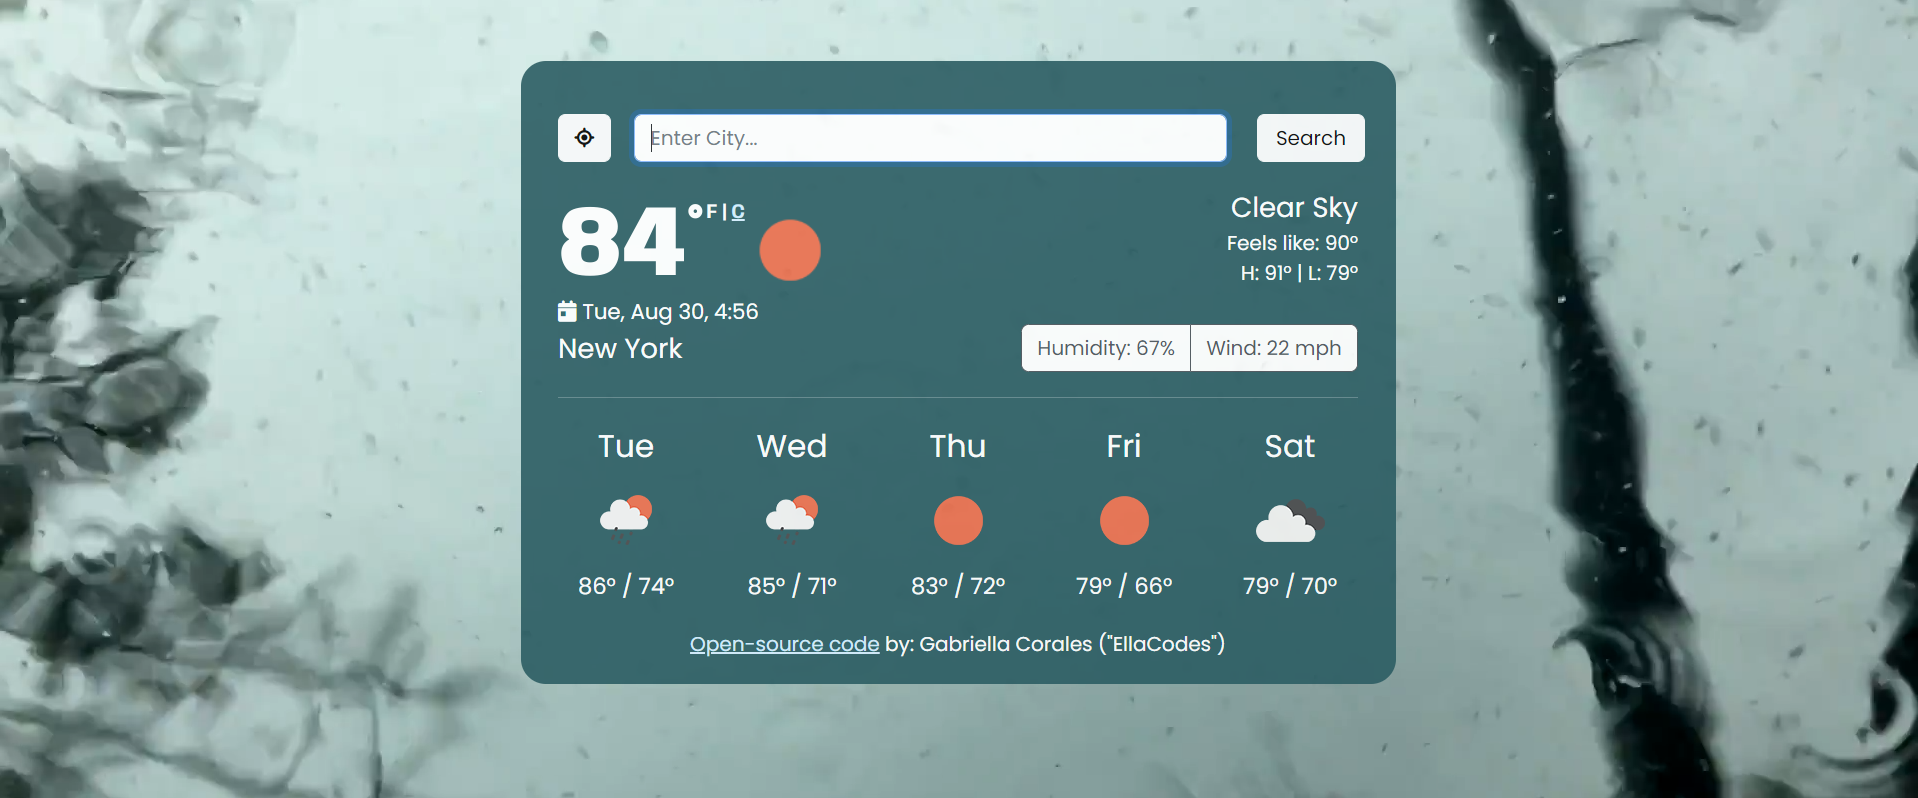 Enter City...
Search
84 °F | C
Clear Sky
Feels like: 90°
H: 91° | L: 79°
Tue, Aug 30, 4:56
New York
Humidity: 67%
Wind: 22 mph
Tue Wed Thu Fri Sat
86° / 74° 85° / 71° 83° / 72° 79° / 66° 79° / 70°
Open-source code by: Gabriella Corales ("EllaCodes")